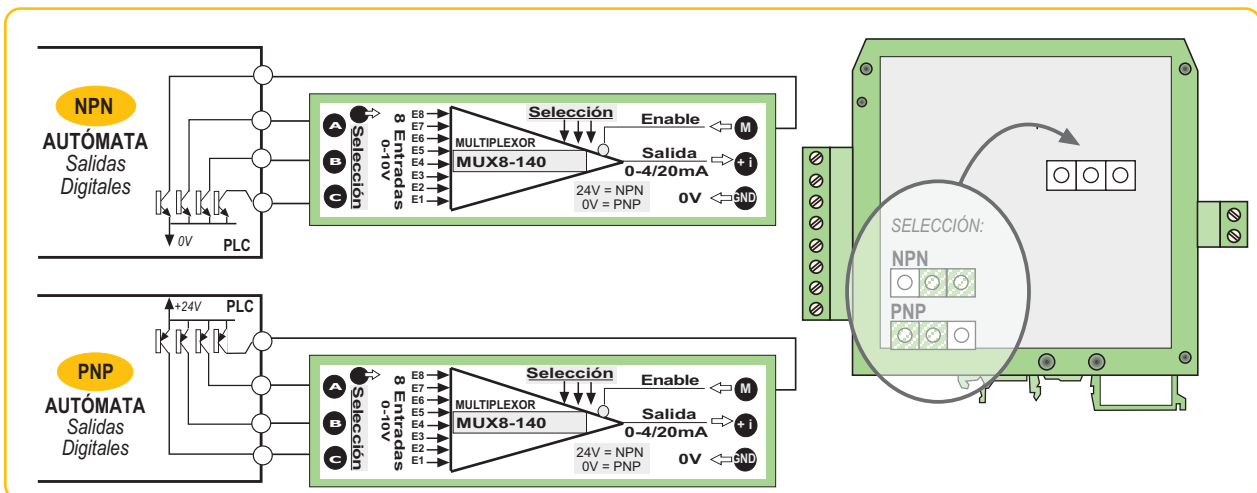 NPN
AUTÓMATA
Salidas
Digitales
0V
PLC
A
B
C
Selección
8 Entradas
0-10V
E8
E7
E6
E5
E4
E3
E2
E1
MULTIPLEXOR
MUX8-140
Selección
Enable
M
Salida
+ i
0-4/20mA
24V = NPN
0V = PNP
0V
GND
PNP
AUTÓMATA
Salidas
Digitales
+24V
PLC
A
B
C
Selección
8 Entradas
0-10V
E8
E7
E6
E5
E4
E3
E2
E1
MULTIPLEXOR
MUX8-140
Selección
Enable
M
Salida
+ i
0-4/20mA
24V = NPN
0V = PNP
0V
GND
SELECCIÓN:
NPN
PNP